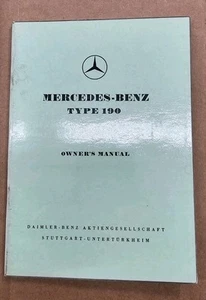 MERCEDES-BENZ
TYPE 190
OWNER'S MANUAL
DAIMLER-BENZ AKTIENGESELLSCHAFT
STUTTGART-UNTERTÜRKHEIM